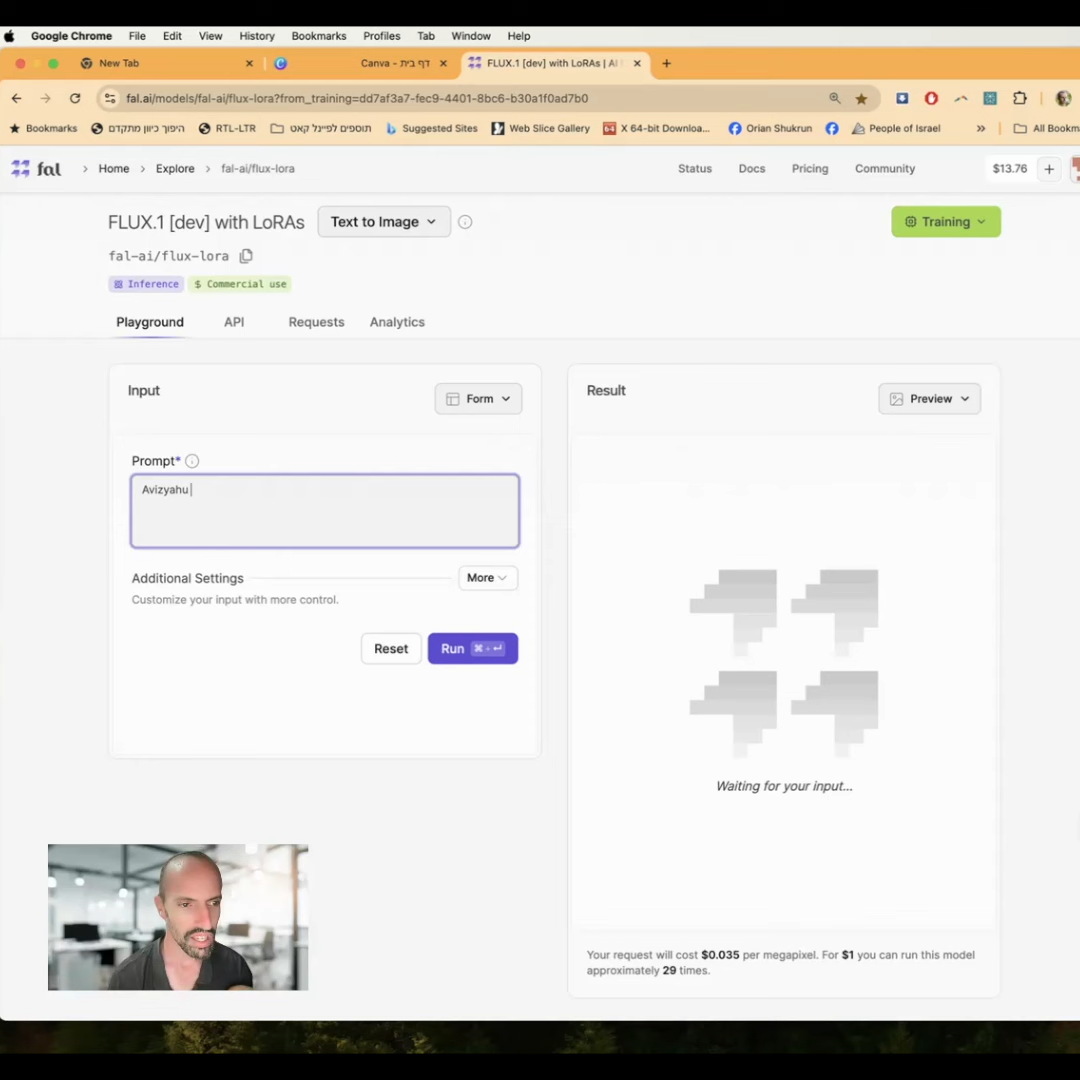 Google Chrome File Edit View History Bookmarks Profiles Tab Window Help
New Tab Canva - דף בית FLUX.1 [dev] with LoRAs | AI
fal.ai/models/fal-ai/flux-lora?from_training=dd7af3a7-fec9-4401-8bc6-b30a1f0ad7b0
Bookmarks היפוך כיוון מתקדם RTL-LTR תוספים לפיינל קאט Suggested Sites Web Slice Gallery X 64-bit Downloa... Orian Shukrun People of Israel » All Bookm
fal Home Explore fal-ai/flux-lora Status Docs Pricing Community $13.76 +
FLUX.1 [dev] with LoRAs Text to Image Training
fal-ai/flux-lora
Inference $ Commercial use
Playground API Requests Analytics
Input Form Result Preview
Prompt*
Avizyahu
Additional Settings More
Customize your input with more control.
Reset Run ⌘+↵
Waiting for your input...
Your request will cost $0.035 per megapixel. For $1 you can run this model
approximately 29 times.